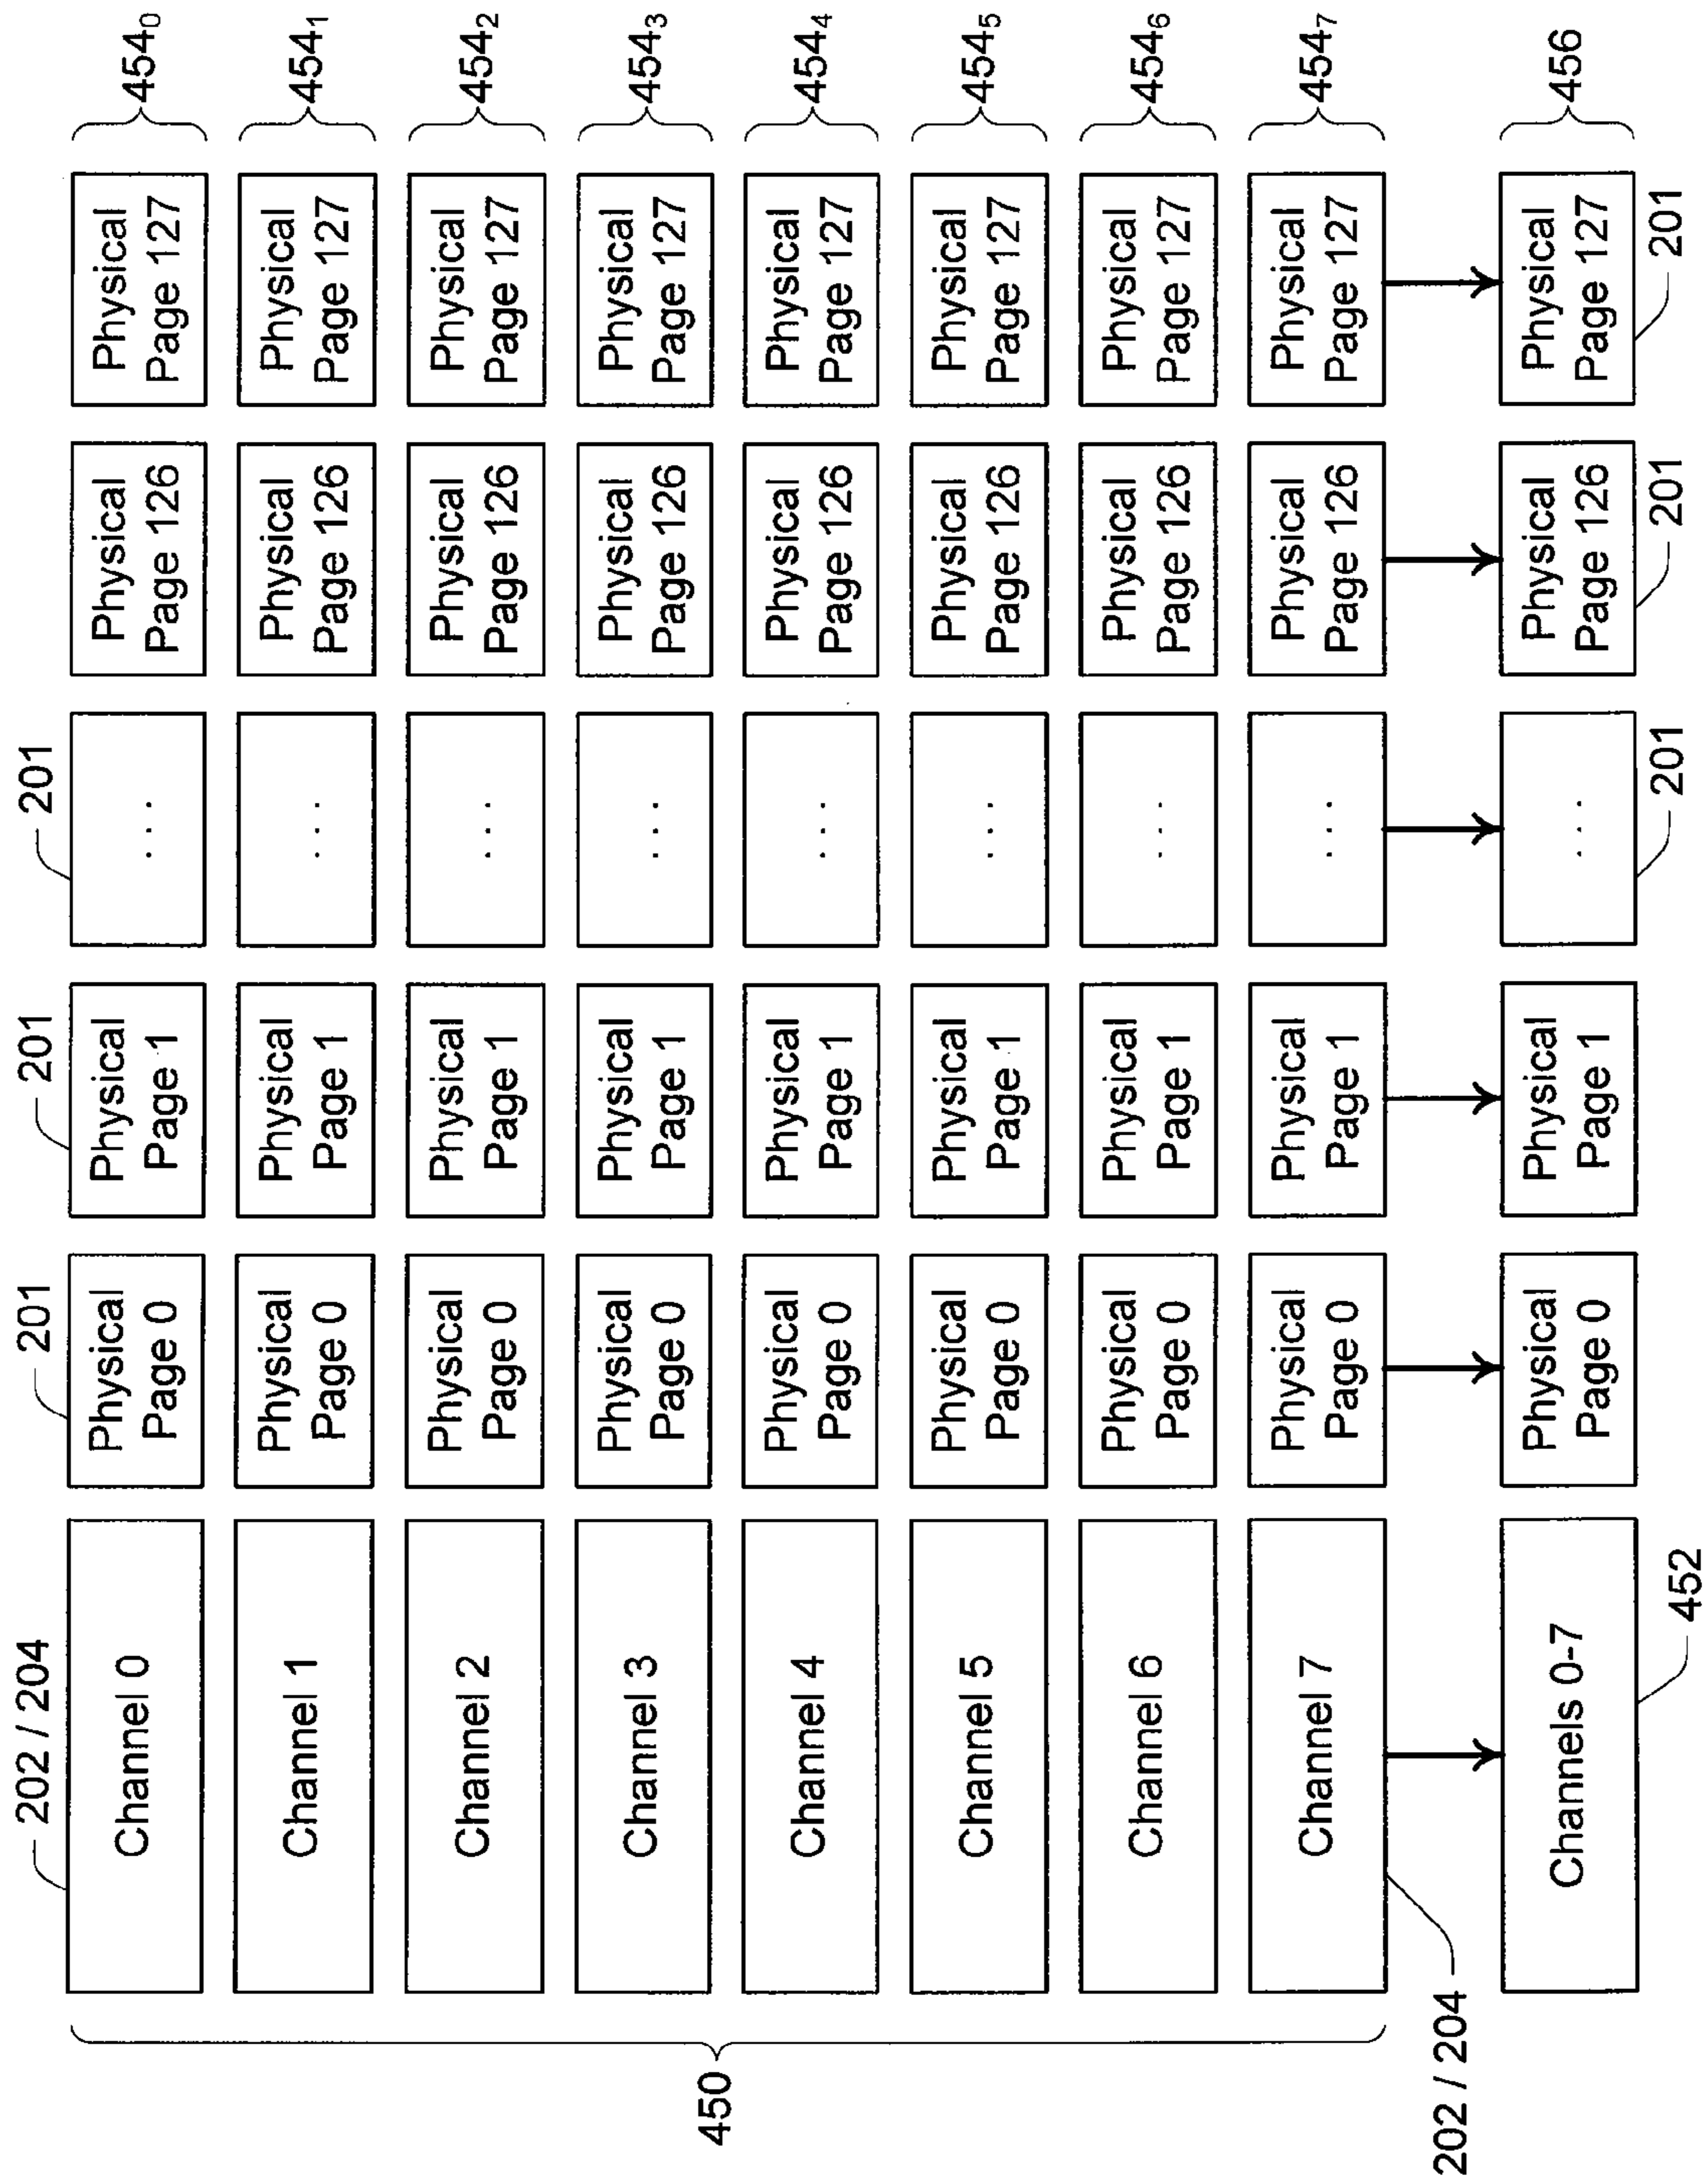 202 / 204
201
201
201
Channel 0
Physical
Page 0
Physical
Page 1
. . .
Physical
Page 126
Physical
Page 127
454₀
Channel 1
Physical
Page 0
Physical
Page 1
. . .
Physical
Page 126
Physical
Page 127
454₁
Channel 2
Physical
Page 0
Physical
Page 1
. . .
Physical
Page 126
Physical
Page 127
454₂
Channel 3
Physical
Page 0
Physical
Page 1
. . .
Physical
Page 126
Physical
Page 127
454₃
450
Channel 4
Physical
Page 0
Physical
Page 1
. . .
Physical
Page 126
Physical
Page 127
454₄
Channel 5
Physical
Page 0
Physical
Page 1
. . .
Physical
Page 126
Physical
Page 127
454₅
Channel 6
Physical
Page 0
Physical
Page 1
. . .
Physical
Page 126
Physical
Page 127
454₆
Channel 7
Physical
Page 0
Physical
Page 1
. . .
Physical
Page 126
Physical
Page 127
454₇
202 / 204
Channels 0-7
Physical
Page 0
Physical
Page 1
. . .
Physical
Page 126
Physical
Page 127
456
452
201
201
201